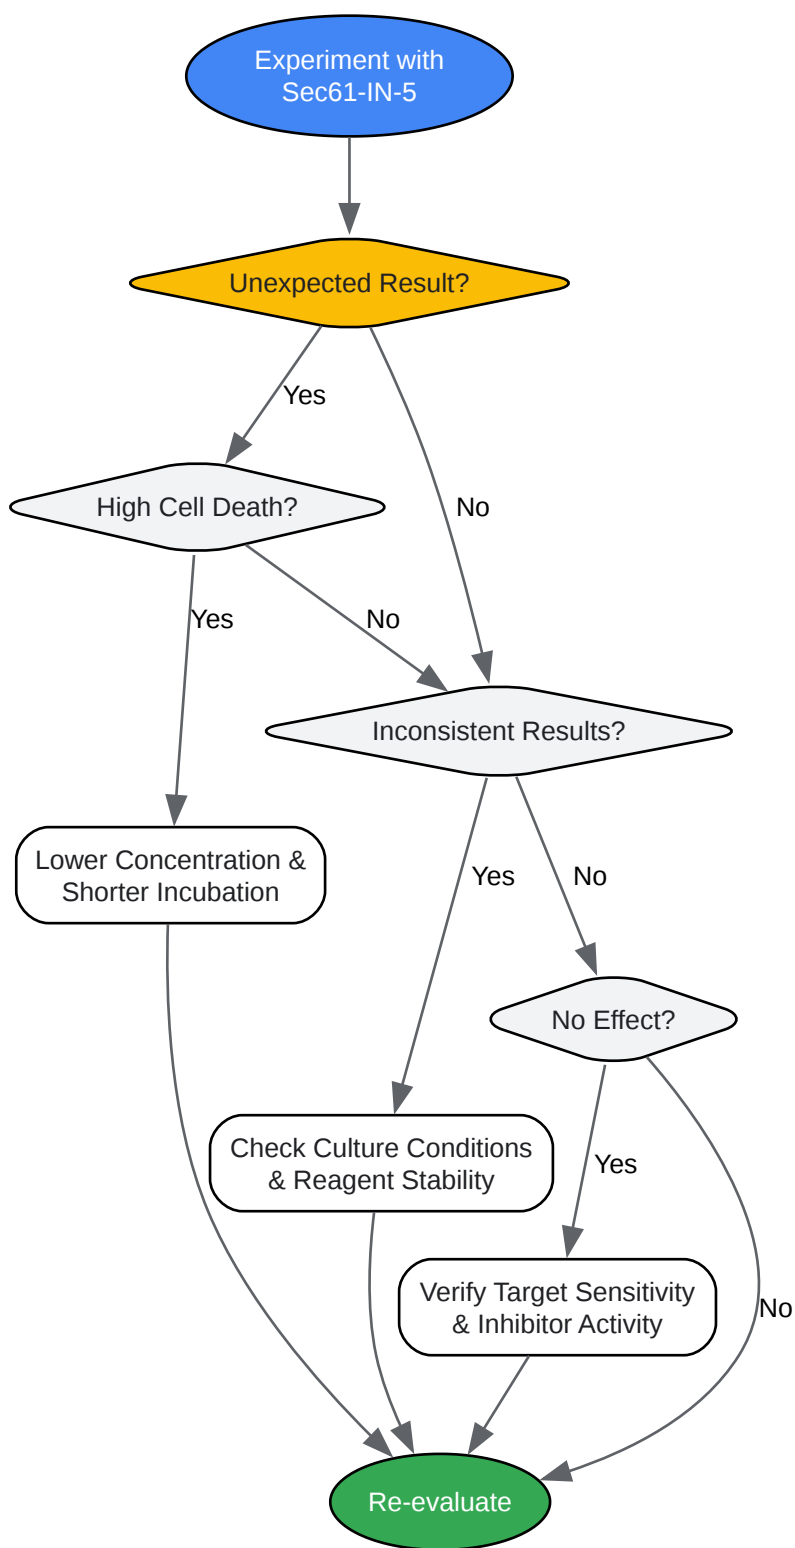 Experiment with
Sec61-IN-5
Unexpected Result?
Yes
High Cell Death?
No
Yes
No
Inconsistent Results?
Lower Concentration &
Shorter Incubation
Yes
No
No Effect?
Check Culture Conditions
& Reagent Stability
Yes
Verify Target Sensitivity
& Inhibitor Activity
No
Re-evaluate